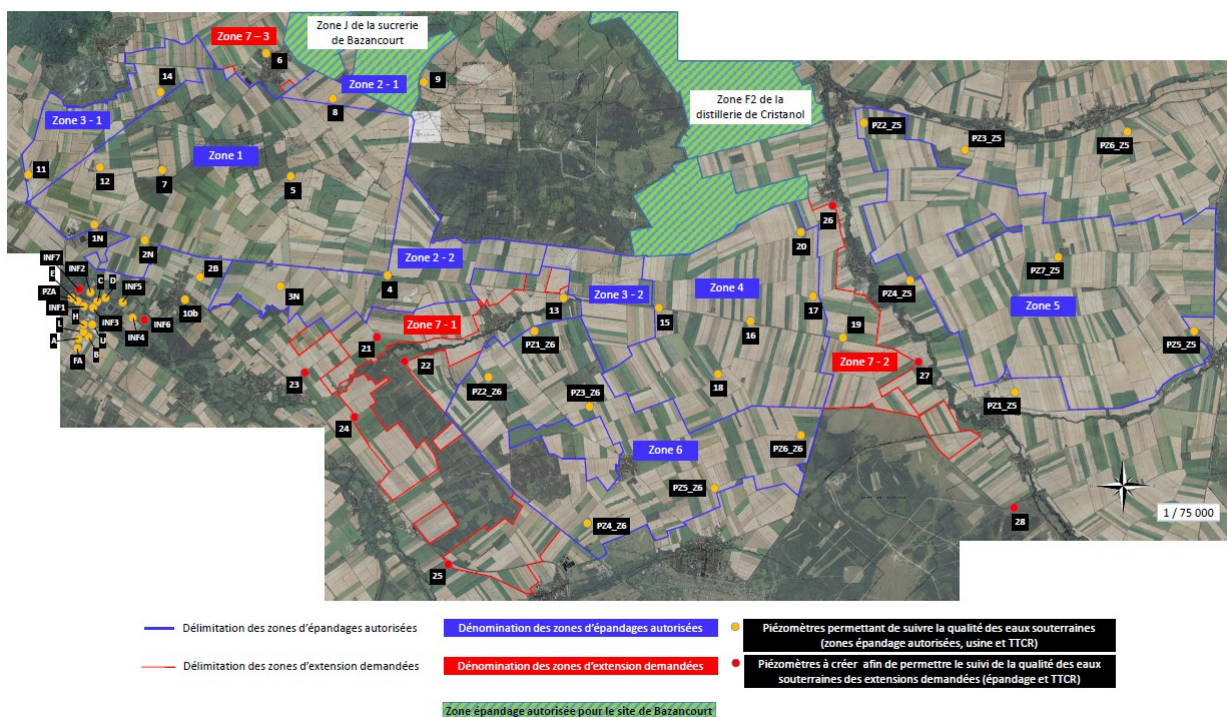 Zone J de la sucrerie
de Bazancourt
Zone 7 – 3
6
14
Zone 2 - 1
9
8
Zone F2 de la
distillerie de Cristanol
Zone 3 - 1
PZ2_Z5
PZ3_Z5
PZ6_Z5
Zone 1
11
12
7
5
26
1N
20
INF7
INF2
2N
E
C
D
INF5
2B
Zone 2 - 2
PZ7_Z5
PZA
3N
4
Zone 3 - 2
Zone 4
PZ4_Z5
INF1
H
10b
13
17
Zone 5
L
INF3
INF6
Zone 7 - 1
15
16
19
A
U
INF4
21
PZ1_Z6
PZ5_Z5
FA
B
22
Zone 7 - 2
27
23
PZ2_Z6
PZ3_Z6
18
PZ1_Z5
24
Zone 6
PZ6_Z6
PZ5_Z6
1 / 75 000
28
PZ4_Z6
25
Délimitation des zones d'épandages autorisées
Dénomination des zones d'épandages autorisées
Piézomètres permettant de suivre la qualité des eaux souterraines
(zones épandage autorisées, usine et TTCR)
Délimitation des zones d'extension demandées
Dénomination des zones d'extension demandées
Piézomètres à créer afin de permettre le suivi de la qualité des eaux
souterraines des extensions demandées (épandage et TTCR)
Zone épandage autorisée pour le site de Bazancourt